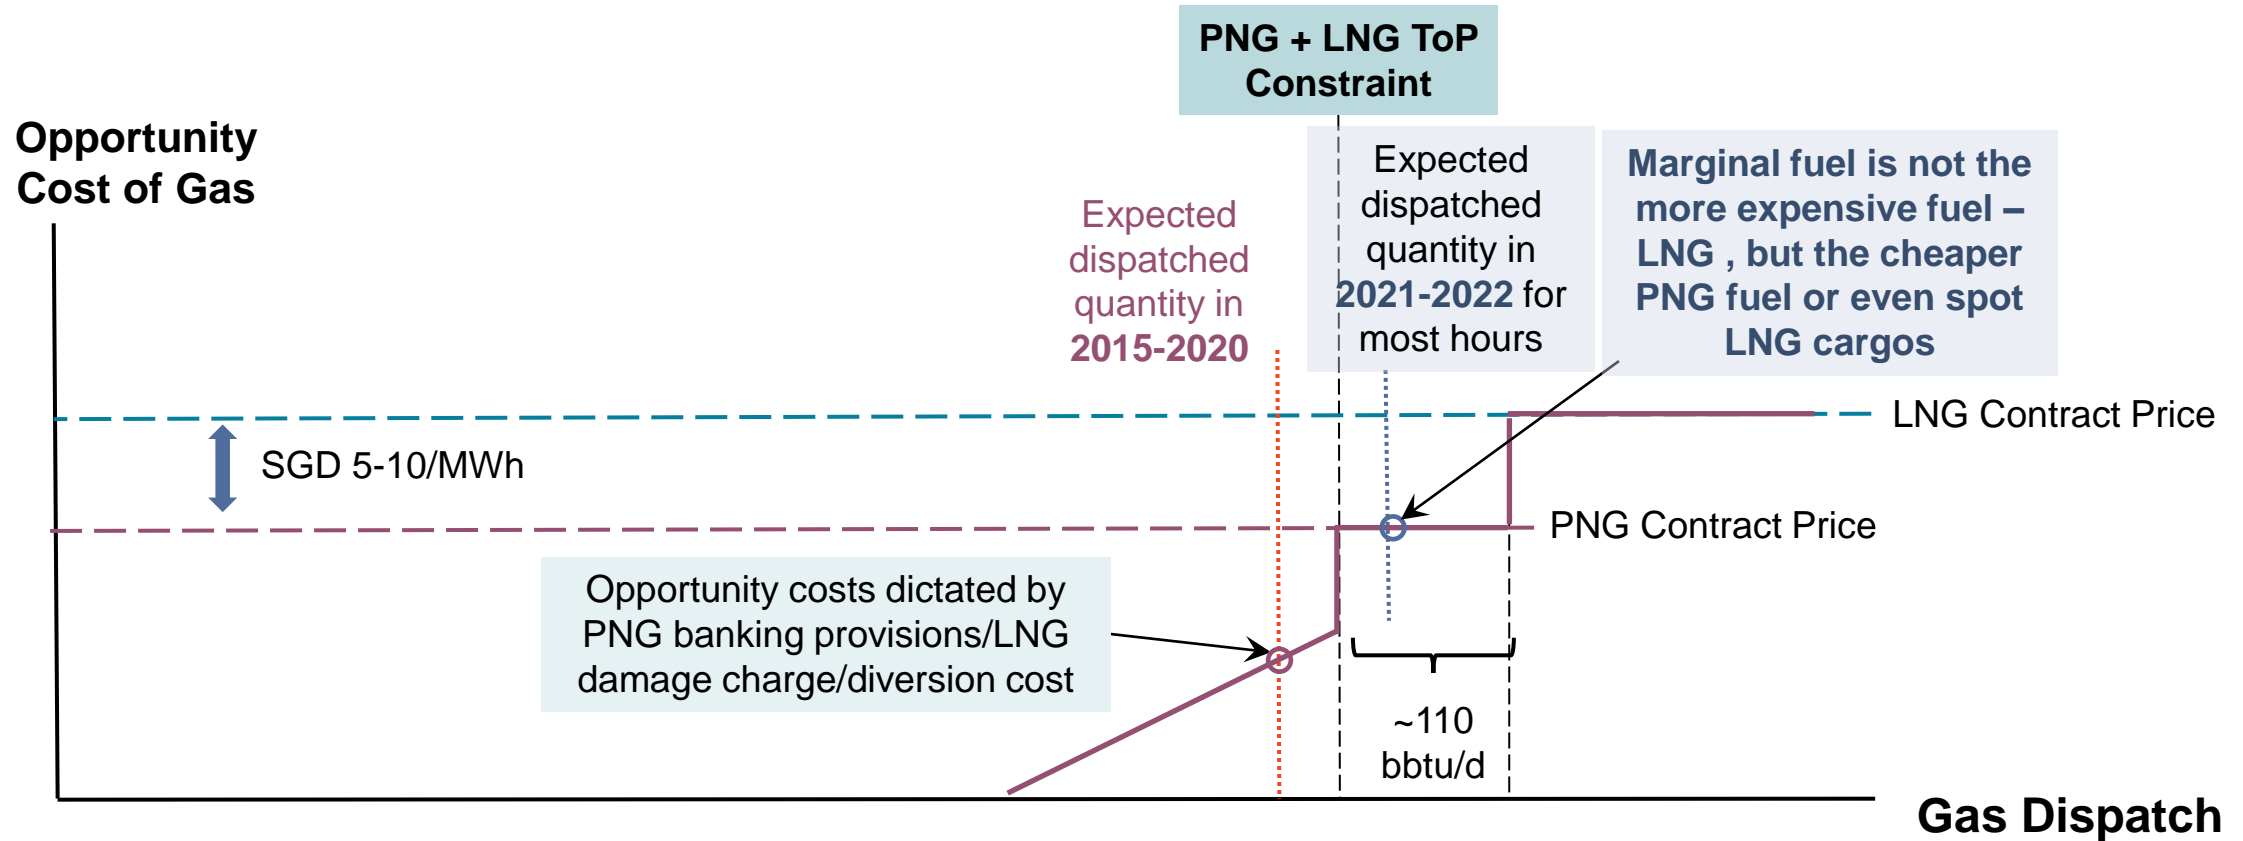 PNG + LNG ToP
Constraint
Opportunity
Cost of Gas
Expected
dispatched
quantity in
2015-2020
Expected
dispatched
quantity in
2021-2022 for
most hours
Marginal fuel is not the
more expensive fuel –
LNG , but the cheaper
PNG fuel or even spot
LNG cargos
LNG Contract Price
SGD 5-10/MWh
PNG Contract Price
Opportunity costs dictated by
PNG banking provisions/LNG
damage charge/diversion cost
~110
bbtu/d
Gas Dispatch